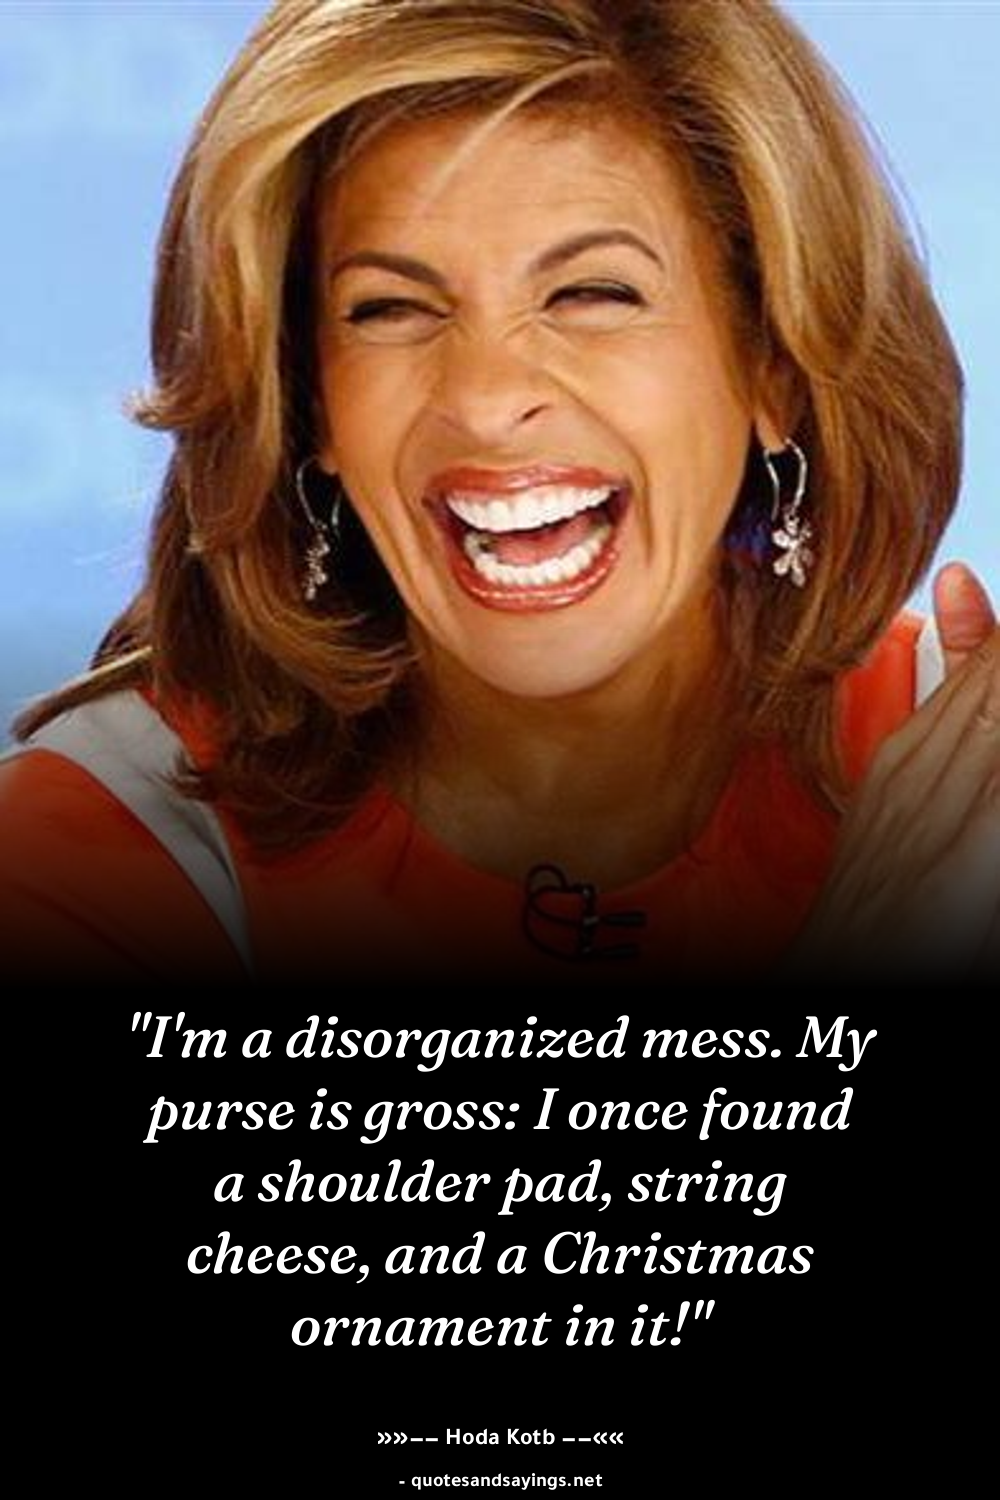 "I'm a disorganized mess. My
purse is gross: I once found
a shoulder pad, string
cheese, and a Christmas
ornament in it!"
»»–– Hoda Kotb ––««
- quotesandsayings.net